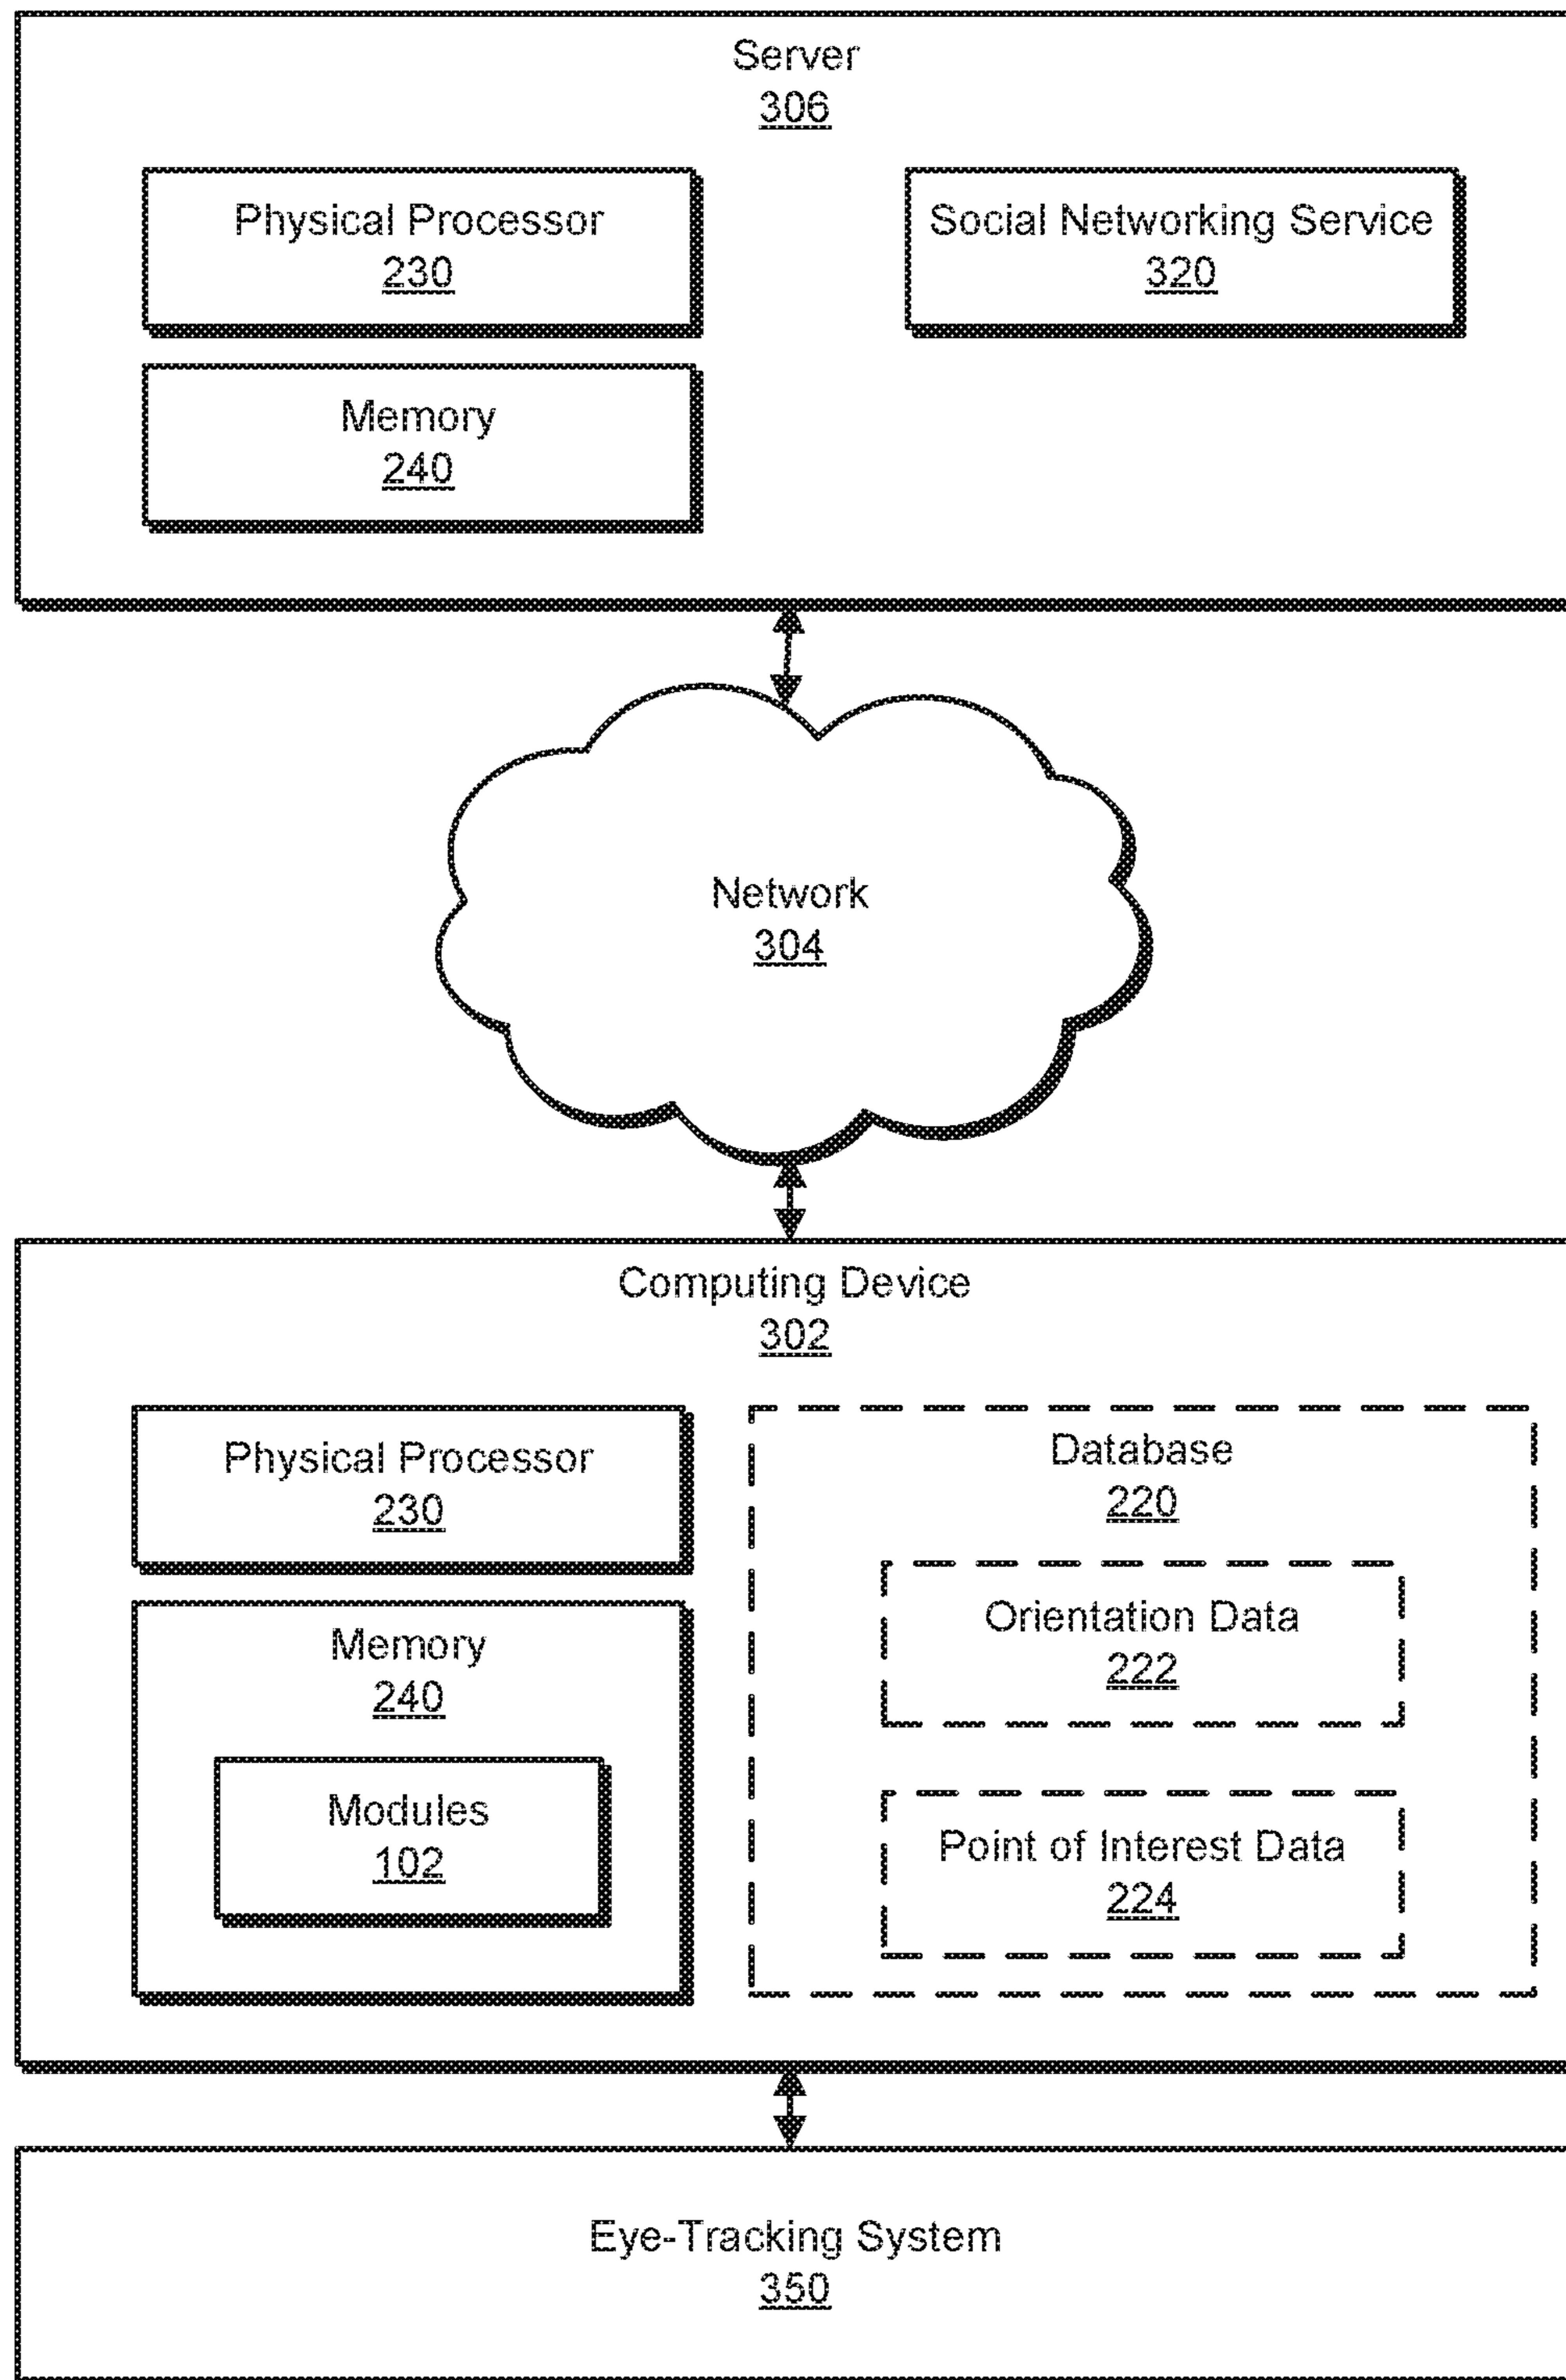 Server
306
Physical Processor
230
Social Networking Service
320
Memory
240
Network
304
Computing Device
302
Physical Processor
230
Memory
240
Modules
102
Database
220
Orientation Data
222
Point of Interest Data
224
Eye-Tracking System
350